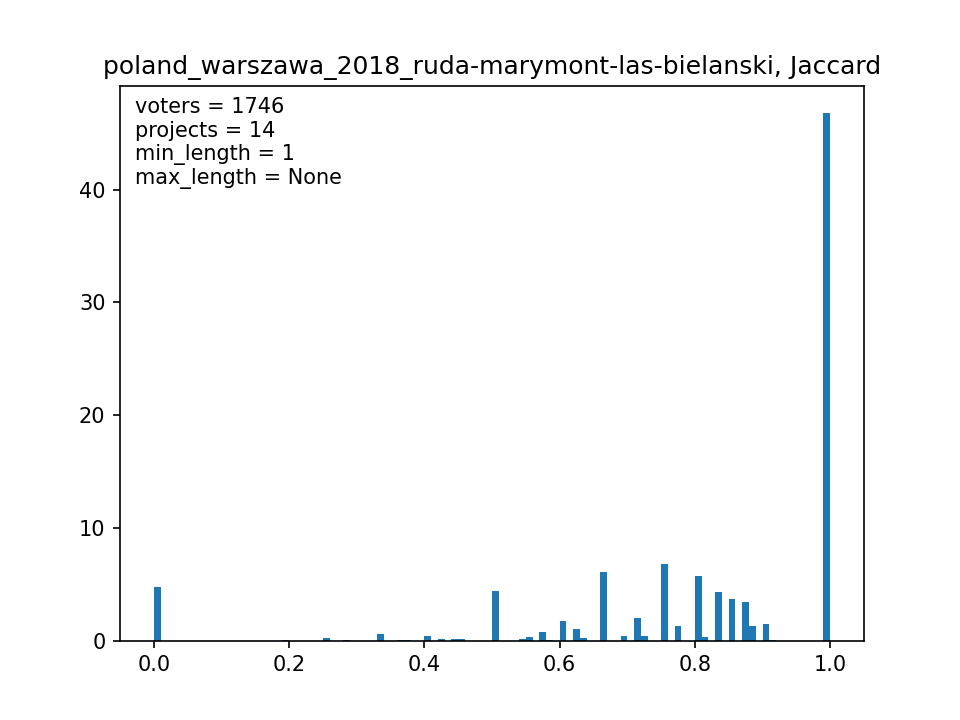 poland_warszawa_2018_ruda-marymont-las-bielanski, Jaccard
voters = 1746
projects = 14
min_length = 1
max_length = None
40
30
20
10
0
0.0 0.2 0.4 0.6 0.8 1.0